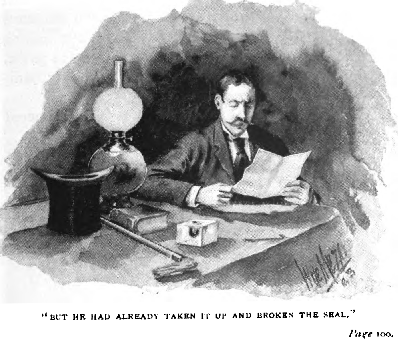 "BUT HE HAD ALREADY TAKEN IT UP AND BROKEN THE SEAL."
Page 100.